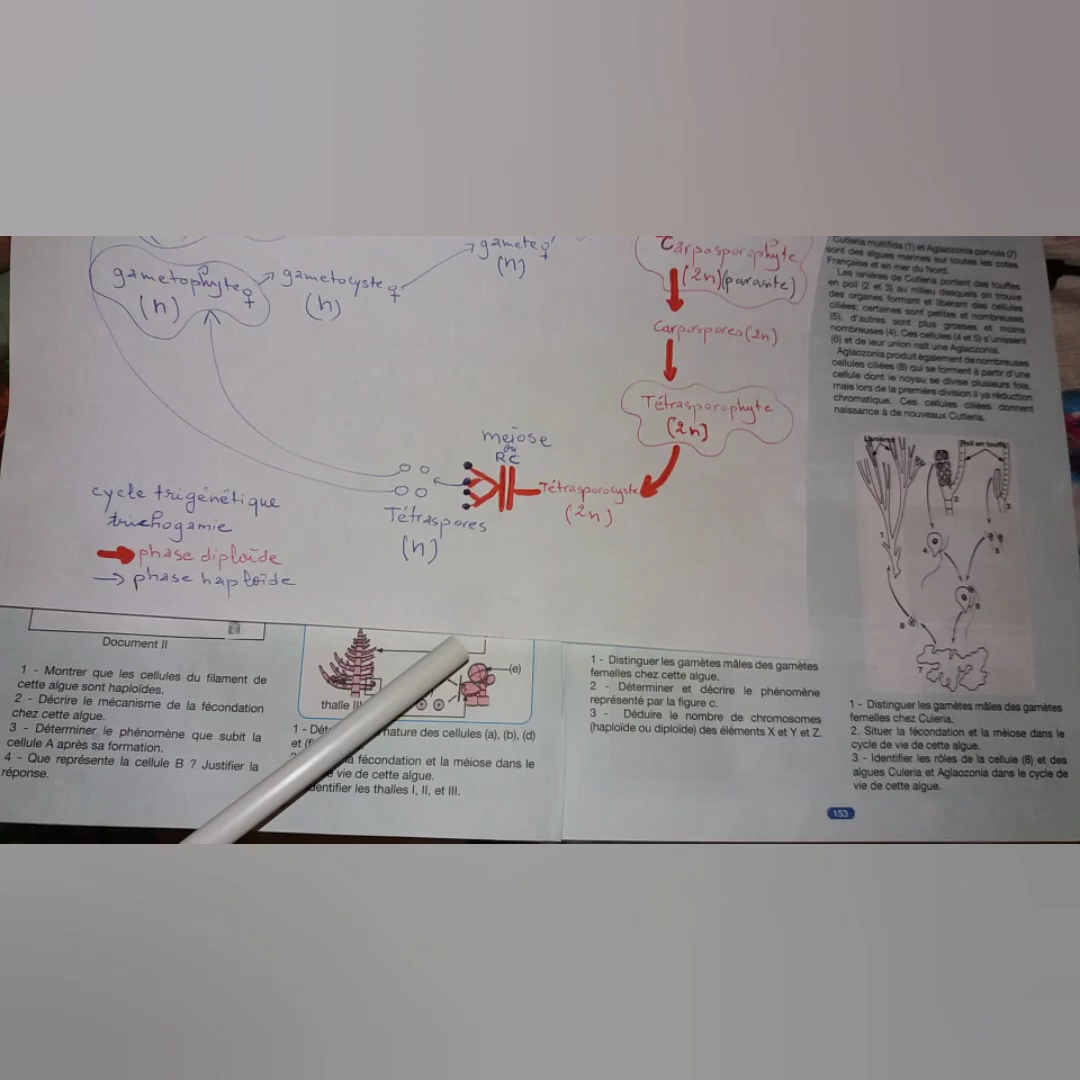 gamète ♀
(n)
gamétophyte ♀
(n)
gametocyste ♀
(n)
Carposporophyte
(2n)(parasite)
Carpospores(2n)
Tétrasporophyte
(2n)
Tétrasporocyste
(2n)
meïose
ou
RC
Tétraspores
(n)
cycle trigénétique
trichogamie
phase diploïde
phase haploïde
Cutleria multifida (1) et Aglaozonia parvula (7)
sont des algues marines sur toutes les cotes
Française et en mer du Nord.
Les lanières de Cutleria portent des touffes
en poil (2 et 3) au milieu desquels on trouve
des organes formant et libérant des cellules
ciliées; certaines sont petites et nombreuses
(5), d'autres sont plus grosses et moins
nombreuses (4). Ces cellules (4 et 5) s'unissent
(6) et de leur union naît une Aglaozonia.
Aglaozonia produit également de nombreuses
cellules ciliées (8) qui se forment à partir d'une
cellule dont le noyau se divise plusieurs fois,
mais lors de la première division il ya réduction
chromatique. Ces cellules ciliées donnent
naissance à de nouveaux Cutleria.
Lanières
Poil en touffe
1
2
3
4
5
6
7
8
Document II
1 - Montrer que les cellules du filament de
cette algue sont haploïdes.
2 - Décrire le mécanisme de la fécondation
chez cette algue.
3 - Déterminer le phénomène que subit la
cellule A après sa formation.
4 - Que représente la cellule B ? Justifier la
réponse.
thalle III
(e)
nature des cellules (a), (b), (d)
et
fécondation et la méiose dans le
vie de cette algue.
dentifier les thalles I, II, et III.
1 - Distinguer les gamètes mâles des gamètes
femelles chez cette algue.
2 - Déterminer et décrire le phénomène
représenté par la figure c.
3 - Déduire le nombre de chromosomes
(haploïde ou diploïde) des éléments X et Y et Z.
1 - Distinguer les gamètes mâles des gamètes
femelles chez Culeria.
2. Situer la fécondation et la méiose dans le
cycle de vie de cette algue.
3 - Identifier les rôles de la cellule (8) et des
algues Culeria et Aglaozonia dans le cycle de
vie de cette algue.
153